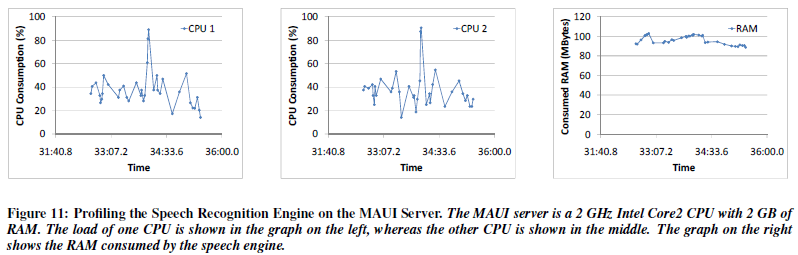 CPU Consumption (%)
100
80
60
40
20
0
CPU 1
31:40.8 33:07.2 34:33.6 36:00.0
Time
CPU Consumption (%)
100
80
60
40
20
0
CPU 2
31:40.8 33:07.2 34:33.6 36:00.0
Time
Consumed RAM (MBytes)
120
100
80
60
40
20
0
RAM
31:40.8 33:07.2 34:33.6 36:00.0
Time
Figure 11: Profiling the Speech Recognition Engine on the MAUI Server. The MAUI server is a 2 GHz Intel Core2 CPU with 2 GB of
RAM. The load of one CPU is shown in the graph on the left, whereas the other CPU is shown in the middle. The graph on the right
shows the RAM consumed by the speech engine.